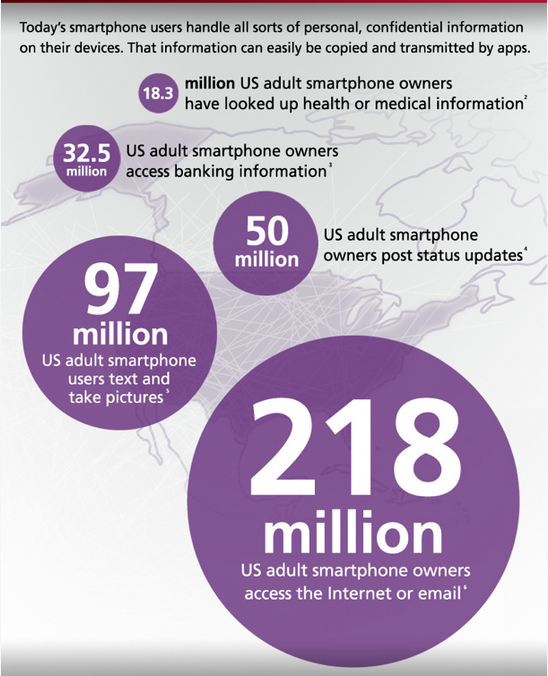 Today's smartphone users handle all sorts of personal, confidential information
on their devices. That information can easily be copied and transmitted by apps.
18.3
million US adult smartphone owners
have looked up health or medical information²
32.5
million
US adult smartphone owners
access banking information³
50
million
US adult smartphone
owners post status updates⁴
97
million
US adult smartphone
users text and
take pictures⁵
218
million
US adult smartphone owners
access the Internet or email⁶